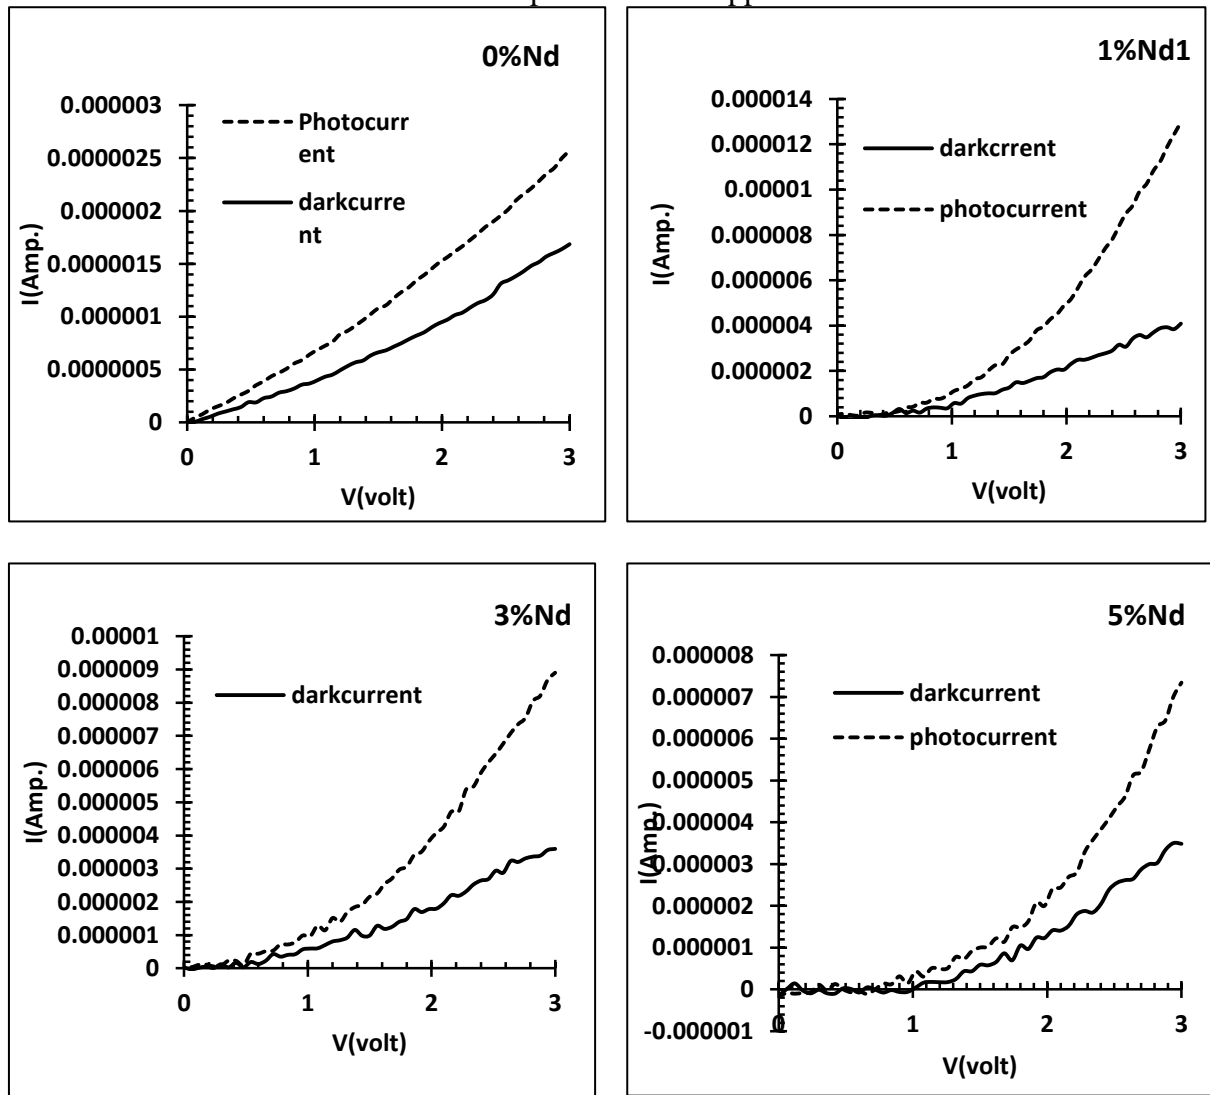 0%Nd
0.000003
0.0000025
0.000002
0.0000015
0.000001
0.0000005
0
Photocurr
ent
darkcurre
nt
I(Amp.)
0 1 2 3
V(volt)
1%Nd1
0.000014
0.000012
0.00001
0.000008
0.000006
0.000004
0.000002
0
darkcrrent
photocurrent
I(Amp.)
0 1 2 3
V(volt)
3%Nd
0.00001
0.000009
0.000008
0.000007
0.000006
0.000005
0.000004
0.000003
0.000002
0.000001
0
darkcurrent
I(Amp.)
0 1 2 3
V(volt)
5%Nd
0.000008
0.000007
0.000006
0.000005
0.000004
0.000003
0.000002
0.000001
0
-0.000001
darkcurrent
photocurrent
I(Amp.)
0 1 2 3
V(volt)